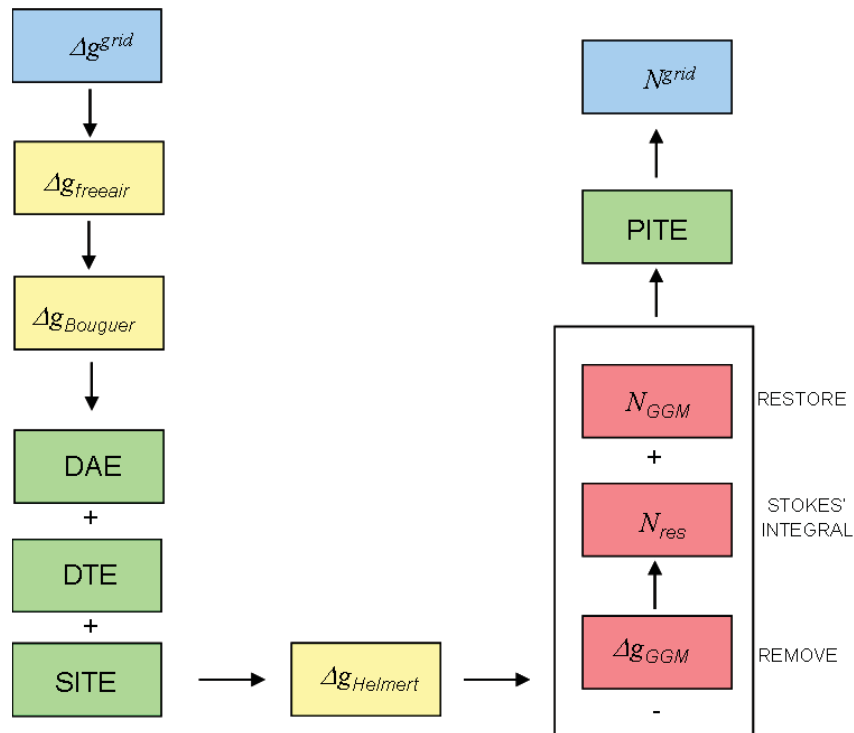 Δg^grid
Δg_freeair
Δg_Bouguer
DAE
+
DTE
+
SITE
Δg_Helmert
N^grid
PITE
N_GGM
RESTORE
+
N_res
STOKES'
INTEGRAL
Δg_GGM
REMOVE
-